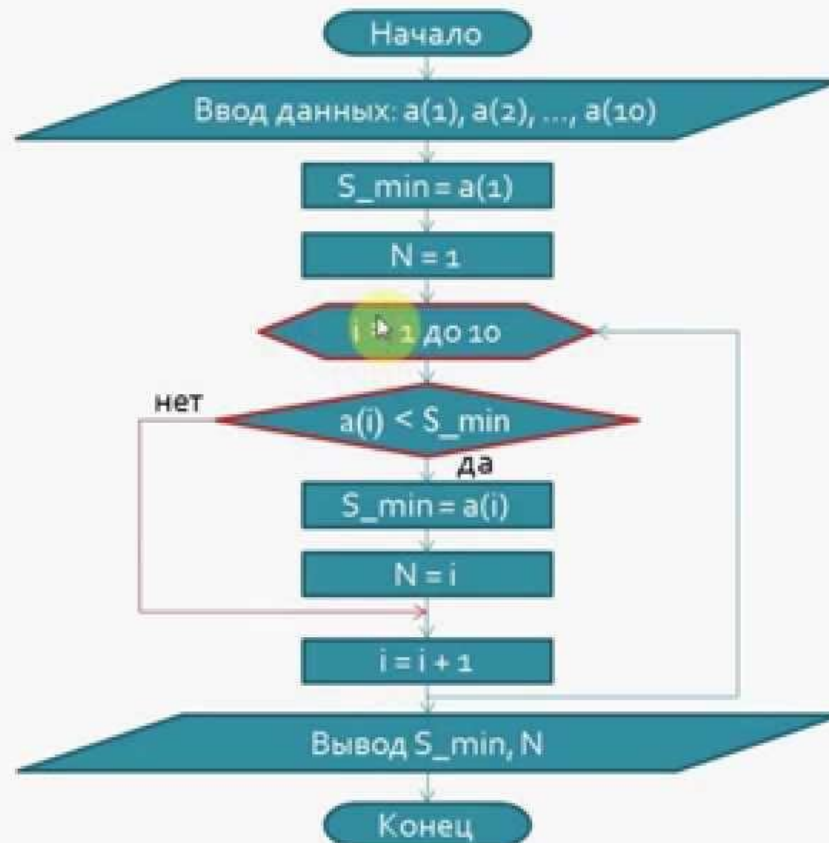 Начало
Ввод данных: a(1), a(2), ..., a(10)
S_min = a(1)
N = 1
i = 1 до 10
нет
a(i) < S_min
да
S_min = a(i)
N = i
i = i + 1
Вывод S_min, N
Конец